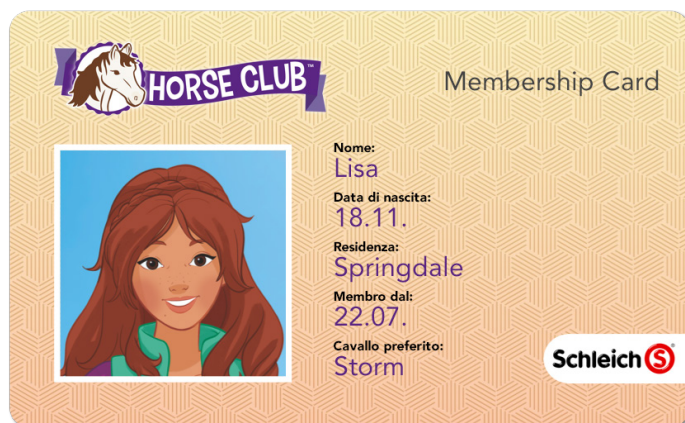 HORSE CLUB™
Membership Card
Nome:
Lisa
Data di nascita:
18.11.
Residenza:
Springdale
Membro dal:
22.07.
Cavallo preferito:
Storm
Schleich S®